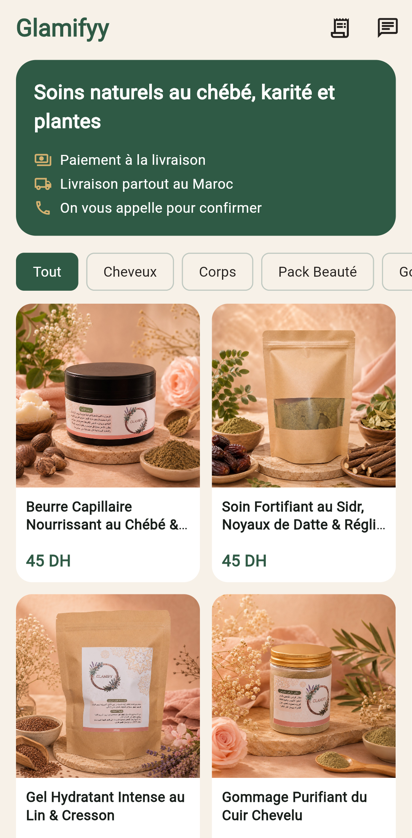 Glamifyy
Soins naturels au chébé, karité et
plantes
Paiement à la livraison
Livraison partout au Maroc
On vous appelle pour confirmer
Tout
Cheveux
Corps
Pack Beauté
Beurre Capillaire
Nourrissant au Chébé &...
45 DH
Soin Fortifiant au Sidr,
Noyaux de Datte & Régli...
45 DH
Gel Hydratant Intense au
Lin & Cresson
Gommage Purifiant du
Cuir Chevelu